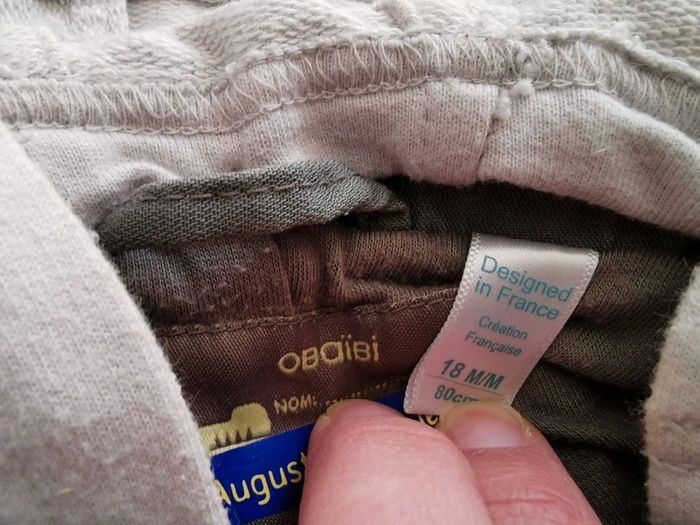 Designed
in France
Création
Française
18 M/M
80cm
OBAÏBI
NOM:
August